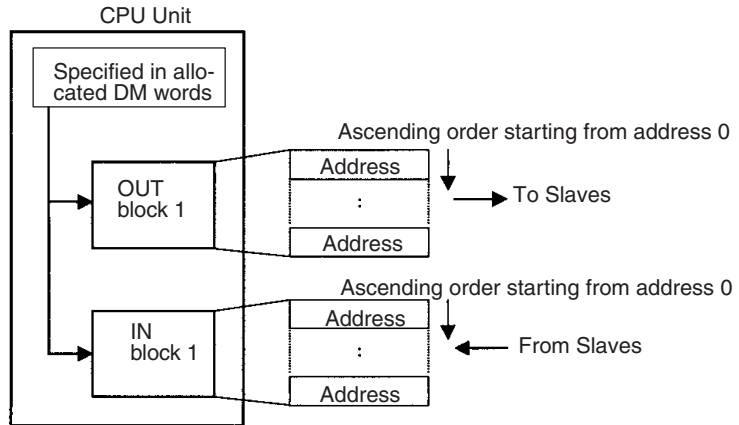 CPU Unit
Specified in allo-
cated DM words
Ascending order starting from address 0
Address
OUT
block 1
:
To Slaves
Address
Ascending order starting from address 0
Address
IN
block 1
:
From Slaves
Address